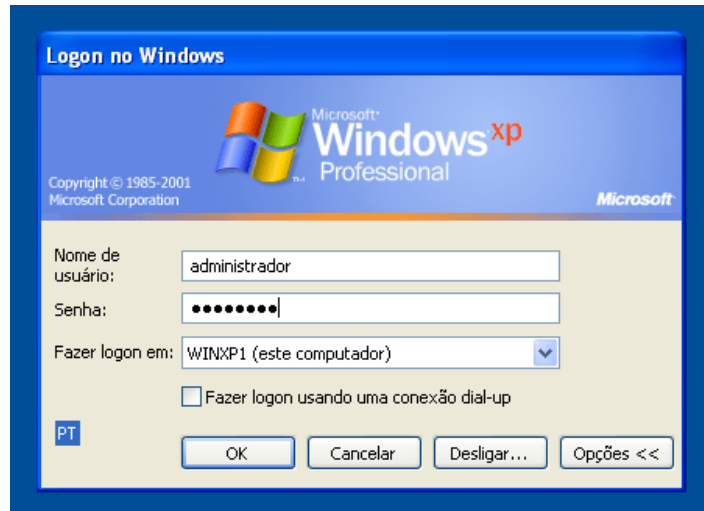 Logon no Windows
Microsoft
Windows xp
Professional
TM
Copyright © 1985-2001
Microsoft Corporation
Microsoft
Nome de
usuário:
administrador
Senha:
●●●●●●●●
Fazer logon em:
WINXP1 (este computador)
Fazer logon usando uma conexão dial-up
PT
OK
Cancelar
Desligar...
Opções <<